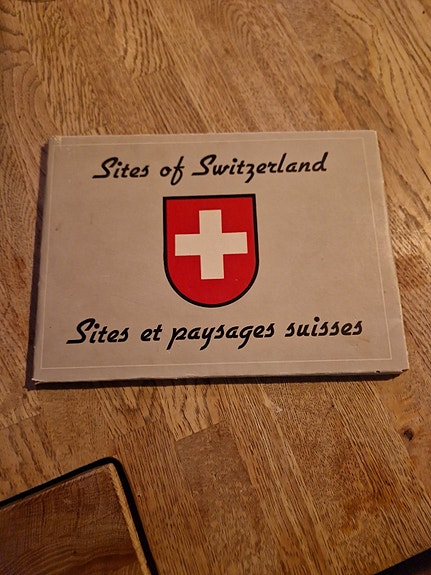 Sites of Switzerland
Sites et paysages suisses